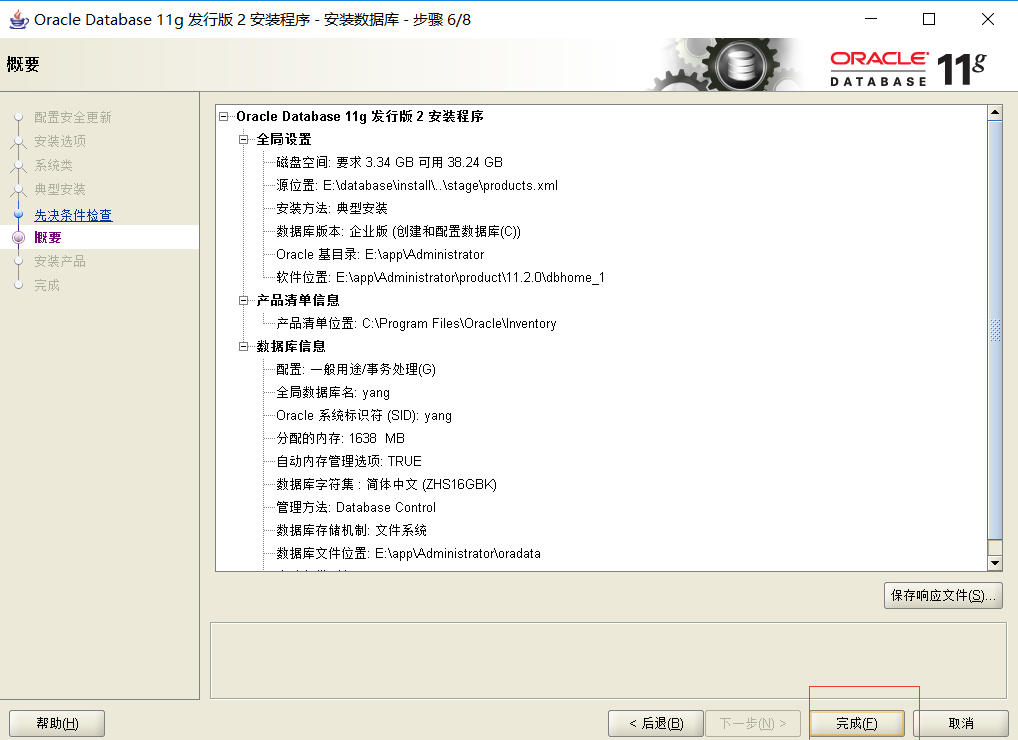 Oracle Database 11g 发行版 2 安装程序 - 安装数据库 - 步骤 6/8
概要
ORACLE 11g
DATABASE
配置安全更新
安装选项
系统类
典型安装
先决条件检查
概要
安装产品
完成
Oracle Database 11g 发行版 2 安装程序
全局设置
磁盘空间: 要求 3.34 GB 可用 38.24 GB
源位置: E:\database\install\..\stage\products.xml
安装方法: 典型安装
数据库版本: 企业版 (创建和配置数据库(C))
Oracle 基目录: E:\app\Administrator
软件位置: E:\app\Administrator\product\11.2.0\dbhome_1
产品清单信息
产品清单位置: C:\Program Files\Oracle\Inventory
数据库信息
配置: 一般用途/事务处理(G)
全局数据库名: yang
Oracle 系统标识符 (SID): yang
分配的内存: 1638 MB
自动内存管理选项: TRUE
数据库字符集 : 简体中文 (ZHS16GBK)
管理方法: Database Control
数据库存储机制: 文件系统
数据库文件位置: E:\app\Administrator\oradata
保存响应文件(S)...
帮助(H)
< 后退(B)
下一步(N) >
完成(F)
取消